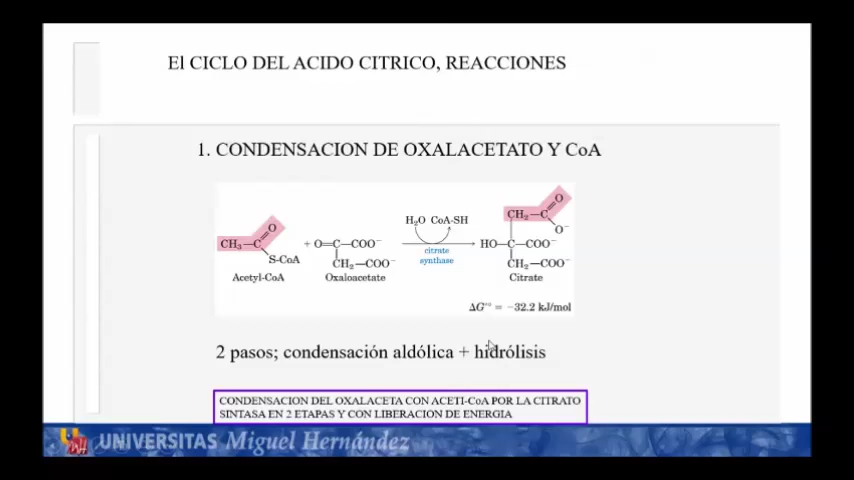 El CICLO DEL ACIDO CITRICO, REACCIONES
1. CONDENSACION DE OXALACETATO Y CoA
CH₃—C=O
S-CoA
Acetyl-CoA
+ O=C—COO⁻
CH₂—COO⁻
Oxaloacetate
H₂O CoA-SH
citrate
synthase
CH₂—C=O
O⁻
HO—C—COO⁻
CH₂—COO⁻
Citrate
ΔG'° = −32.2 kJ/mol
2 pasos; condensación aldólica + hidrólisis
CONDENSACION DEL OXALACETA CON ACETI-CoA POR LA CITRATO
SINTASA EN 2 ETAPAS Y CON LIBERACION DE ENERGIA
UNIVERSITAS Miguel Hernández